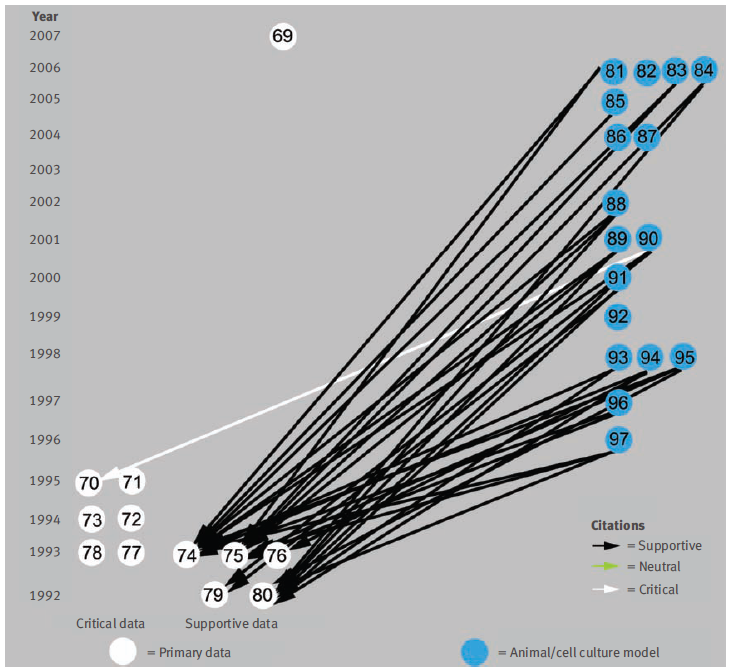 Year
2007 69
2006 81 82 83 84
2005 85
2004 86 87
2003
2002 88
2001 89 90
2000 91
1999 92
1998 93 94 95
1997 96
1996 97
1995 70 71
1994 73 72
1993 78 77 74 75 76
1992 79 80
Citations
= Supportive
= Neutral
= Critical
Critical data Supportive data
= Primary data = Animal/cell culture model